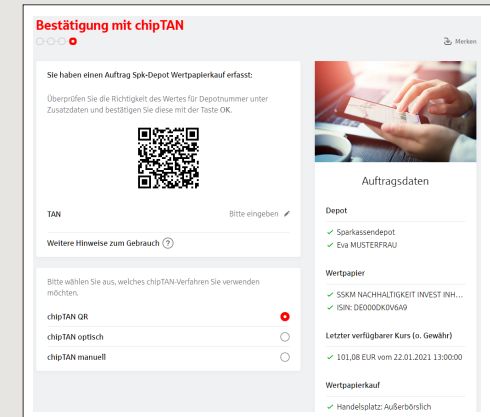 Bestätigung mit chipTAN
Merken
Sie haben einen Auftrag Spk-Depot Wertpapierkauf erfasst:
Überprüfen Sie die Richtigkeit des Wertes für Depotnummer unter
Zusatzdaten und bestätigen Sie diese mit der Taste OK.
TAN
Bitte eingeben
Weitere Hinweise zum Gebrauch ?
Bitte wählen Sie aus, welches chipTAN-Verfahren Sie verwenden
möchten.
chipTAN QR
chipTAN optisch
chipTAN manuell
Auftragsdaten
Depot
Sparkassendepot
Eva MUSTERFRAU
Wertpapier
SSKM NACHHALTIGKEIT INVEST INH...
ISIN: DE000DK0V6A9
Letzter verfügbarer Kurs (o. Gewähr)
101,08 EUR vom 22.01.2021 13:00:00
Wertpapierkauf
Handelsplatz: Außerbörslich